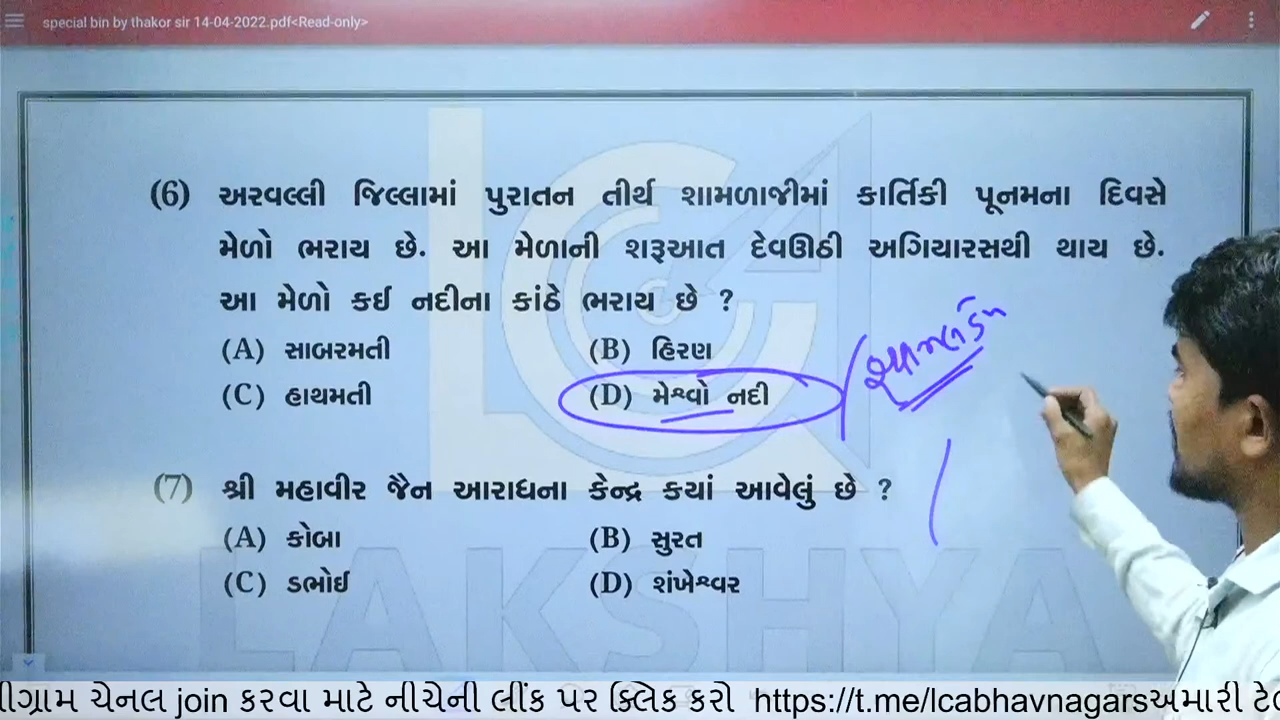 special bin by thakor sir 14-04-2022.pdf<Read-only>
(6) અરવલ્લી જિલ્લામાં પુરાતન તીર્થ શામળાજીમાં કાર્તિકી પૂનમના દિવસે
મેળો ભરાય છે. આ મેળાની શરૂઆત દેવઊઠી અગિયારસથી થાય છે.
આ મેળો કઈ નદીના કાંઠે ભરાય છે ?
(A) સાબરમતી (B) હિરણ
(C) હાથમતી (D) મેશ્વો નદી
(7) શ્રી મહાવીર જૈન આરાધના કેન્દ્ર કયાં આવેલું છે ?
(A) કોબા (B) સુરત
(C) ડભોઈ (D) શંખેશ્વર
LAKSHYA
લીગ્રામ ચેનલ join કરવા માટે નીચેની લીંક પર ક્લિક કરો https://t.me/lcabhavnagarsઅમારી ટે